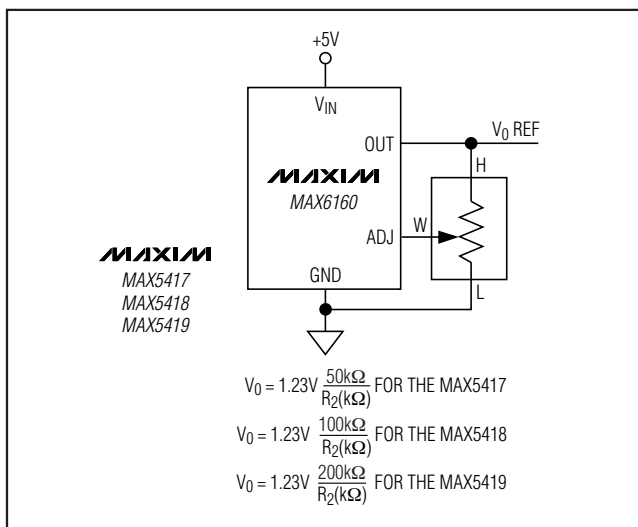 +5V
V_IN
OUT
V_0 REF
H
MAXIM
MAX6160
ADJ
W
GND
L
MAXIM
MAX5417
MAX5418
MAX5419
V_0 = 1.23V 50kΩ/R_2(kΩ) FOR THE MAX5417
V_0 = 1.23V 100kΩ/R_2(kΩ) FOR THE MAX5418
V_0 = 1.23V 200kΩ/R_2(kΩ) FOR THE MAX5419